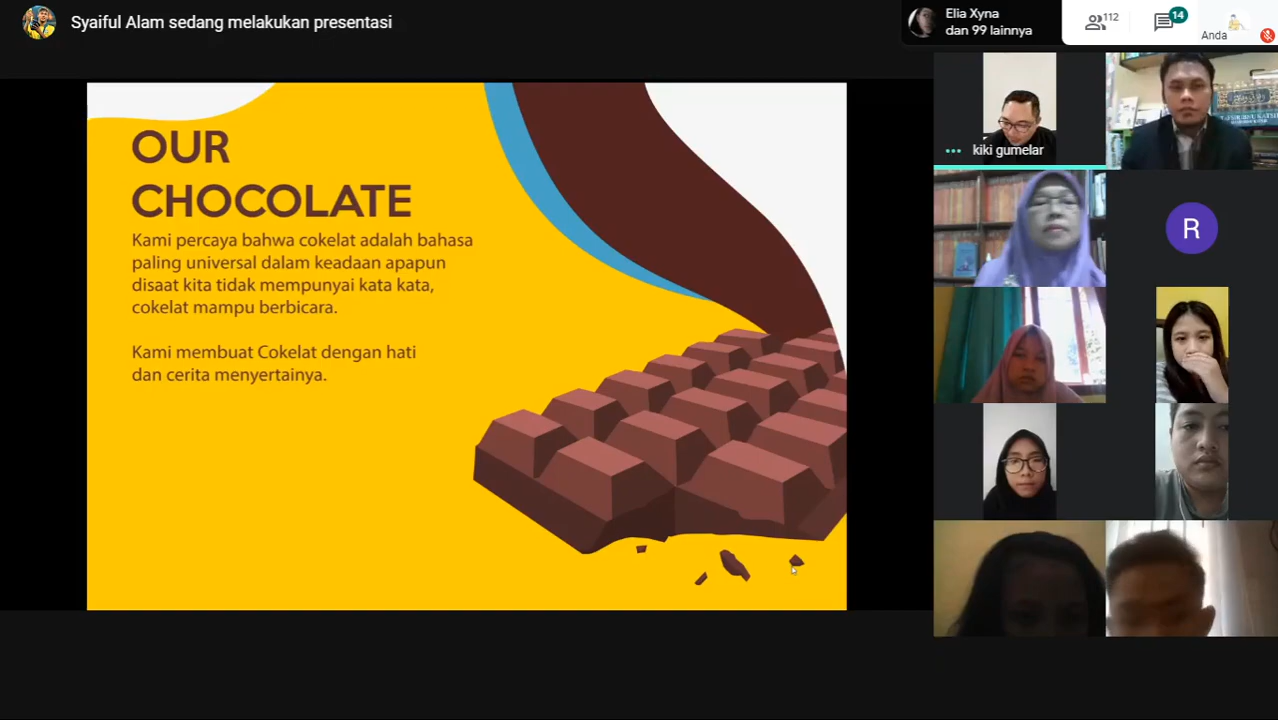 Syaiful Alam sedang melakukan presentasi
Elia Xyna
dan 99 lainnya
112
14
Anda
OUR
CHOCOLATE
Kami percaya bahwa cokelat adalah bahasa
paling universal dalam keadaan apapun
disaat kita tidak mempunyai kata kata,
cokelat mampu berbicara.
Kami membuat Cokelat dengan hati
dan cerita menyertainya.
kiki gumelar
R